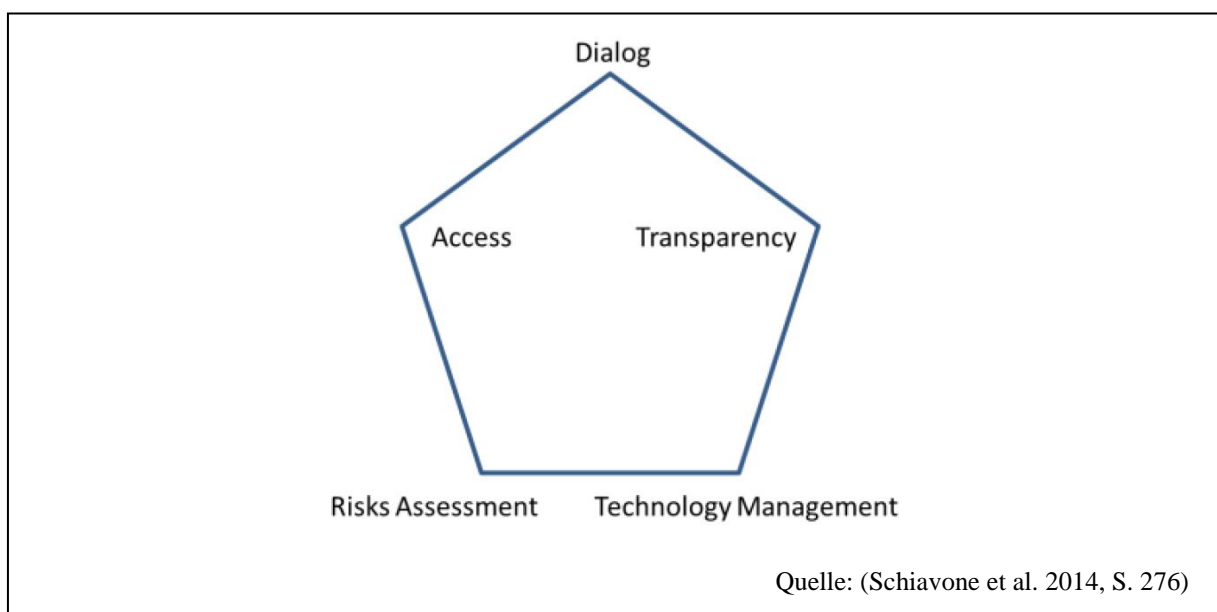 Dialog
Access Transparency
Risks Assessment Technology Management
Quelle: (Schiavone et al. 2014, S. 276)